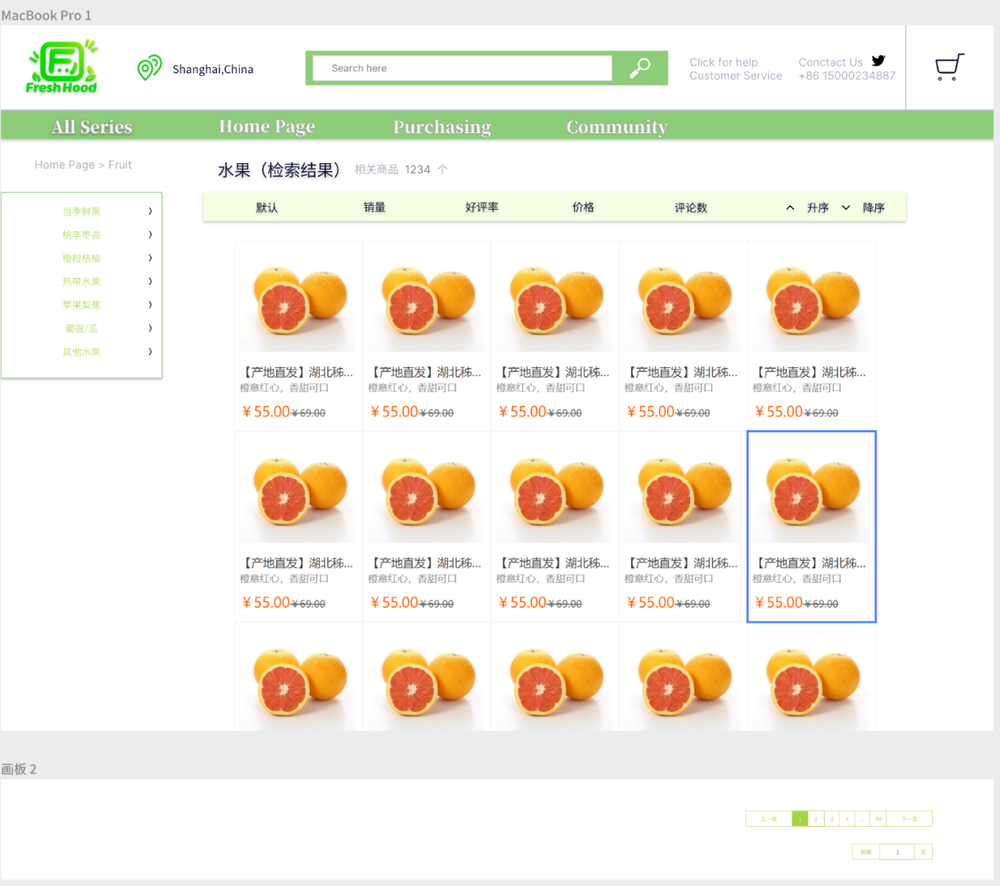 MacBook Pro 1
FreshHood
Shanghai,China
Search here
Click for help
Customer Service
Conctact Us
+86 15000234887
All Series
Home Page
Purchasing
Community
Home Page > Fruit
水果（检索结果） 相关商品 1234 个
默认 销量 好评率 价格 评论数 升序 降序
当季鲜果
桃李枣杏
橙柑桔柚
热带水果
苹果梨蕉
葡提/瓜
其他水果
【产地直发】湖北秭... 【产地直发】湖北秭... 【产地直发】湖北秭... 【产地直发】湖北秭... 【产地直发】湖北秭...
橙意红心，香甜可口 橙意红心，香甜可口 橙意红心，香甜可口 橙意红心，香甜可口 橙意红心，香甜可口
￥55.00￥69.00 ￥55.00￥69.00 ￥55.00￥69.00 ￥55.00￥69.00 ￥55.00￥69.00
【产地直发】湖北秭... 【产地直发】湖北秭... 【产地直发】湖北秭... 【产地直发】湖北秭... 【产地直发】湖北秭...
橙意红心，香甜可口 橙意红心，香甜可口 橙意红心，香甜可口 橙意红心，香甜可口 橙意红心，香甜可口
￥55.00￥69.00 ￥55.00￥69.00 ￥55.00￥69.00 ￥55.00￥69.00 ￥55.00￥69.00
画板 2
上一页 1 2 3 4 ... 99 下一页
1 页